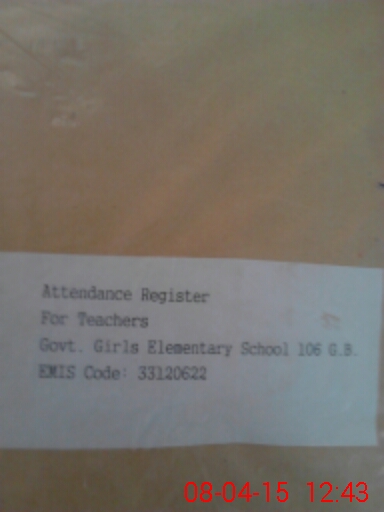 Attendance Register
For Teachers
Govt. Girls Elementary School 106 G.B.
EMIS Code: 33120622
08-04-15 12:43